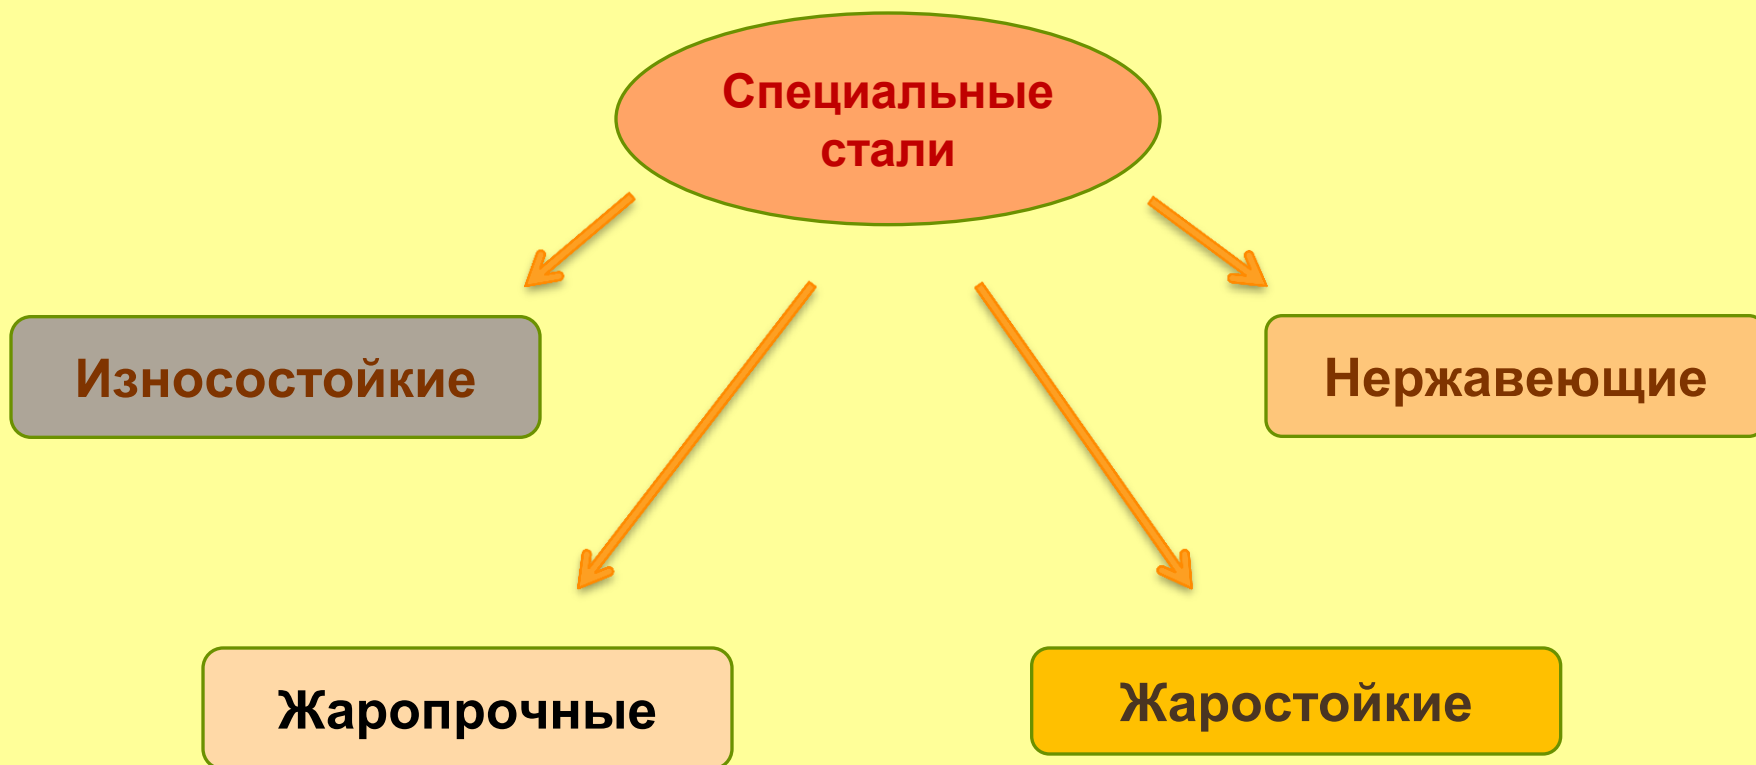 Специальные
стали
Износостойкие
Нержавеющие
Жаропрочные
Жаростойкие